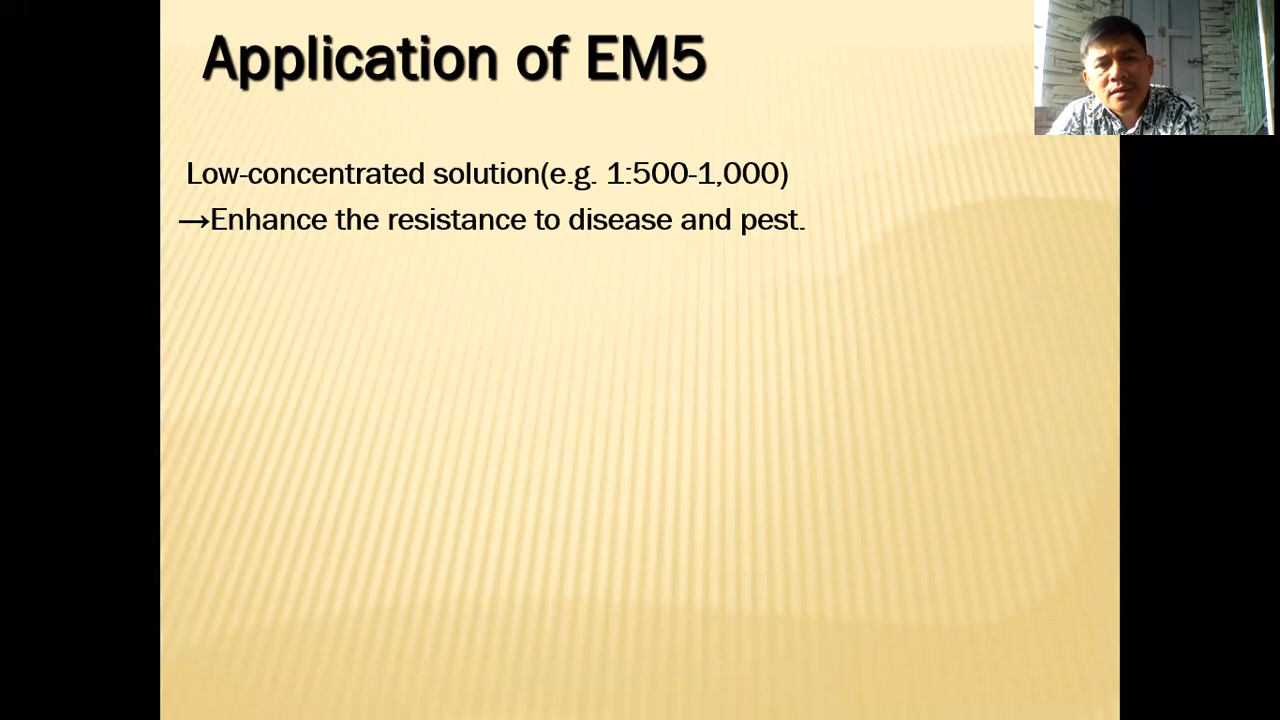 Application of EM5
Low-concentrated solution(e.g. 1:500-1,000)
→Enhance the resistance to disease and pest.